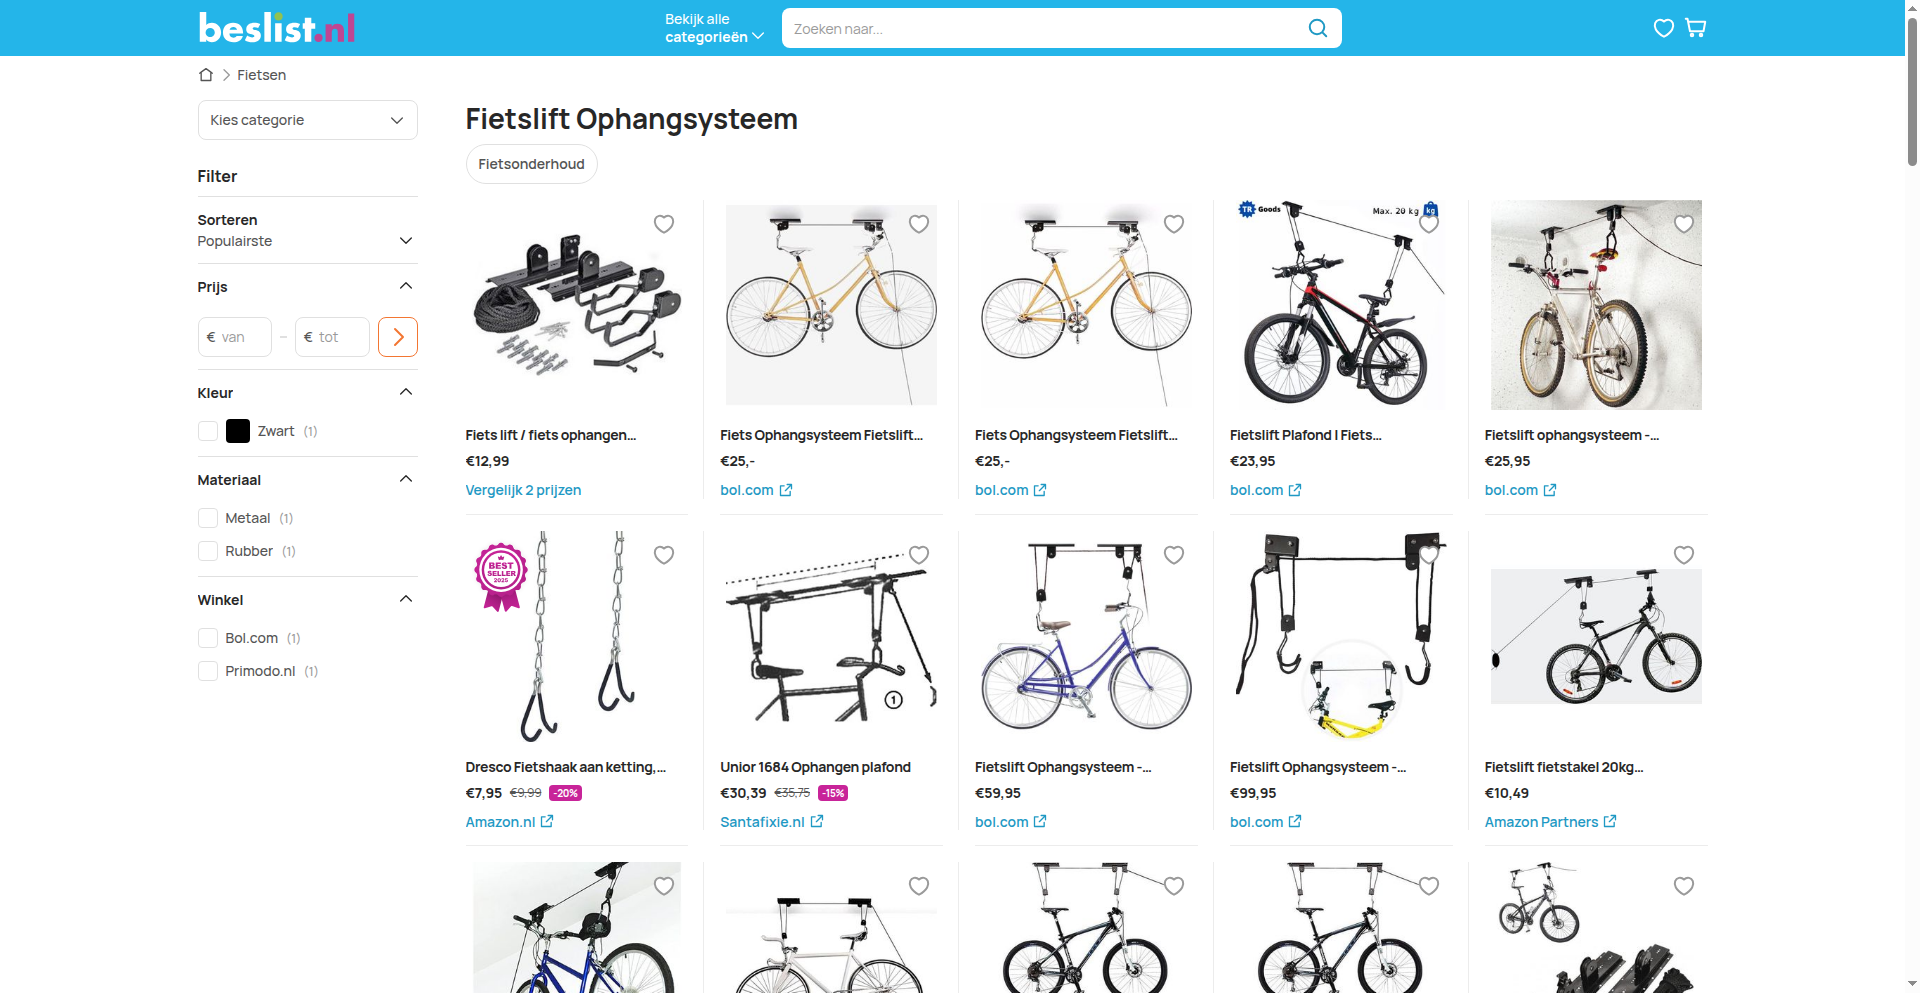 beslist.nl
Bekijk alle
categorieën
Zoeken naar...
Fietsen
Kies categorie
Filter
Sorteren
Populairste
Prijs
€ van
–
€ tot
Kleur
Zwart (1)
Materiaal
Metaal (1)
Rubber (1)
Winkel
Bol.com (1)
Primodo.nl (1)
Fietslift Ophangsysteem
Fietsonderhoud
Fiets lift / fiets ophangen...
€12,99
Vergelijk 2 prijzen
Fiets Ophangsysteem Fietslift...
€25,-
bol.com
Fiets Ophangsysteem Fietslift...
€25,-
bol.com
TR Goods
Max. 20 kg
kg
Fietslift Plafond | Fiets...
€23,95
bol.com
Fietslift ophangsysteem -...
€25,95
bol.com
BEST
SELLER
2025
Dresco Fietshaak aan ketting,...
€7,95 €9,99 -20%
Amazon.nl
1
Unior 1684 Ophangen plafond
€30,39 €35,75 -15%
Santafixie.nl
Fietslift Ophangsysteem -...
€59,95
bol.com
Fietslift Ophangsysteem -...
€99,95
bol.com
Fietslift fietstakel 20kg...
€10,49
Amazon Partners